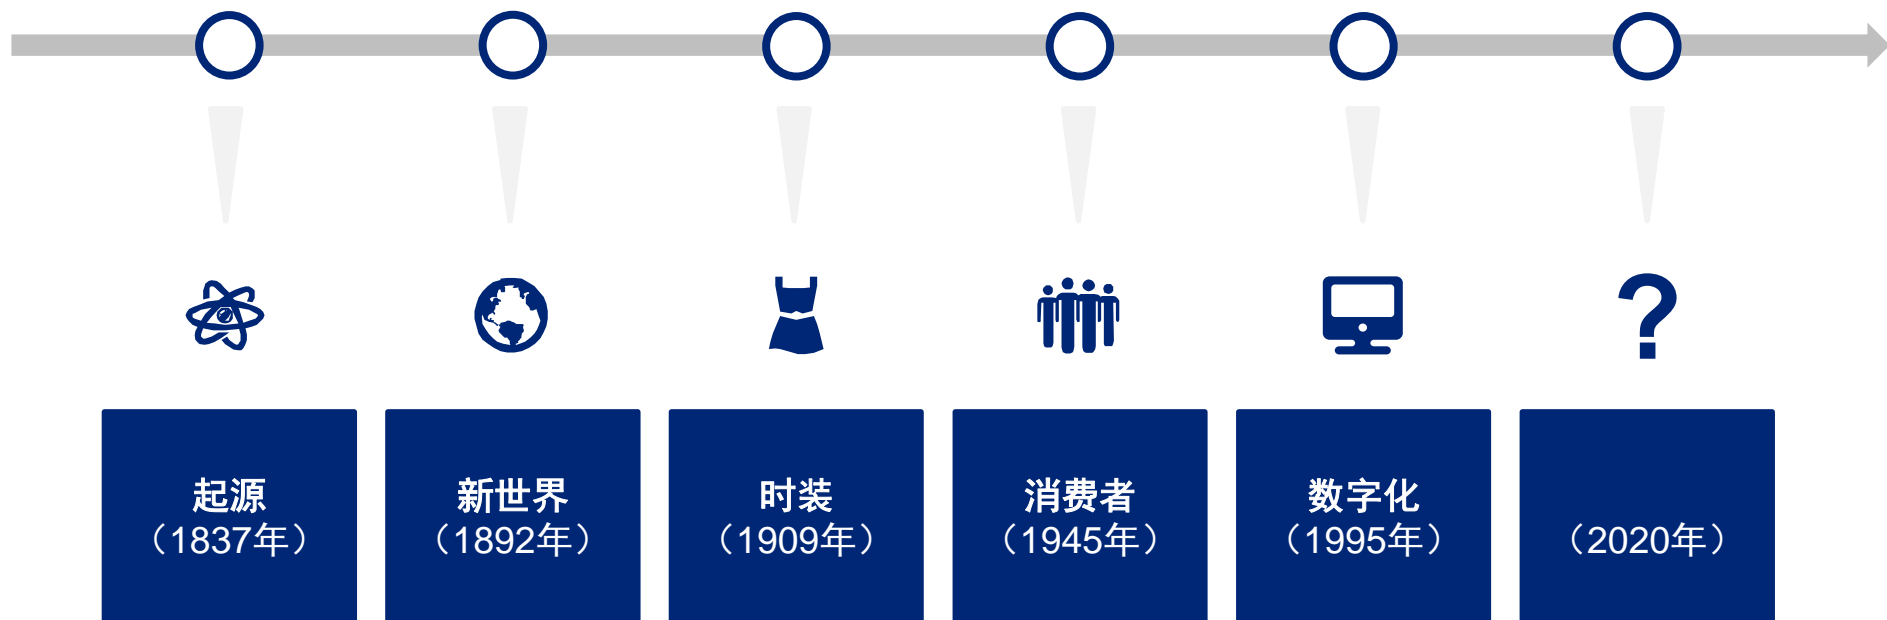 起源
（1837年）
新世界
（1892年）
时装
（1909年）
消费者
（1945年）
数字化
（1995年）
?
（2020年）